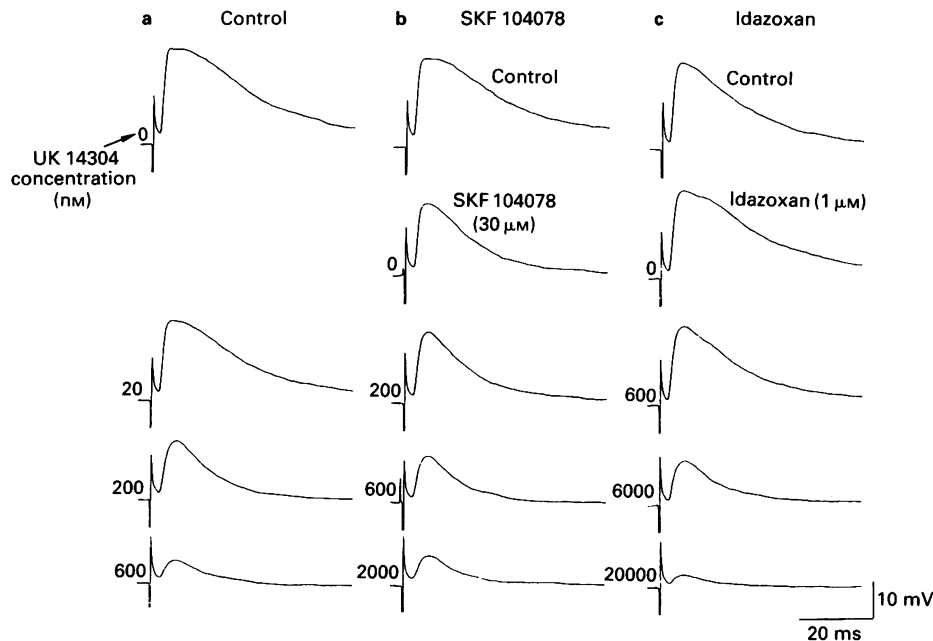 a Control b SKF 104078 c Idazoxan
Control
Control
0
UK 14304
concentration
(nM)
SKF 104078
(30 μM)
Idazoxan (1 μM)
0
0
20
200
600
200
600
6000
600
2000
20000
10 mV
20 ms